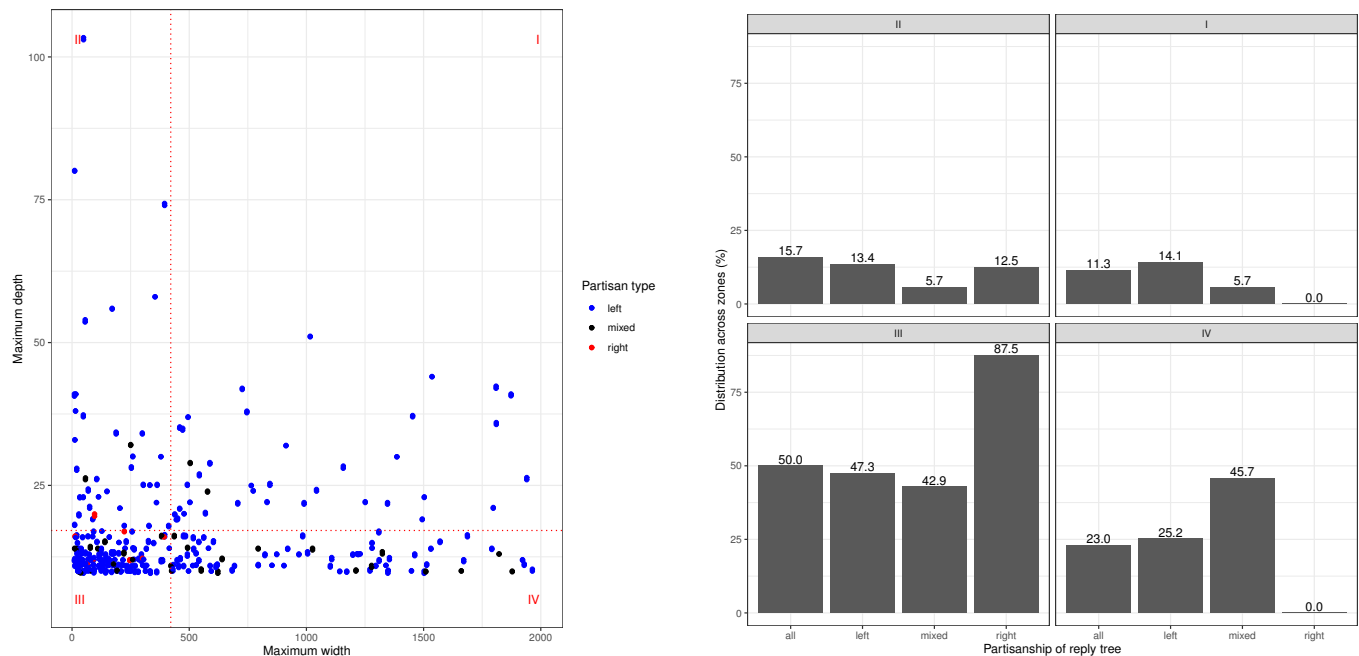 II
I
100
75
50
25
III
IV
0
500
1000
1500
2000
Maximum width
Maximum depth
Partisan type
left
mixed
right
II
I
75
50
25
0
15.7
13.4
5.7
12.5
11.3
14.1
5.7
0.0
III
IV
75
50
25
0
50.0
47.3
42.9
87.5
23.0
25.2
45.7
0.0
all
left
mixed
right
all
left
mixed
right
Partisanship of reply tree
Distribution across zones (%)